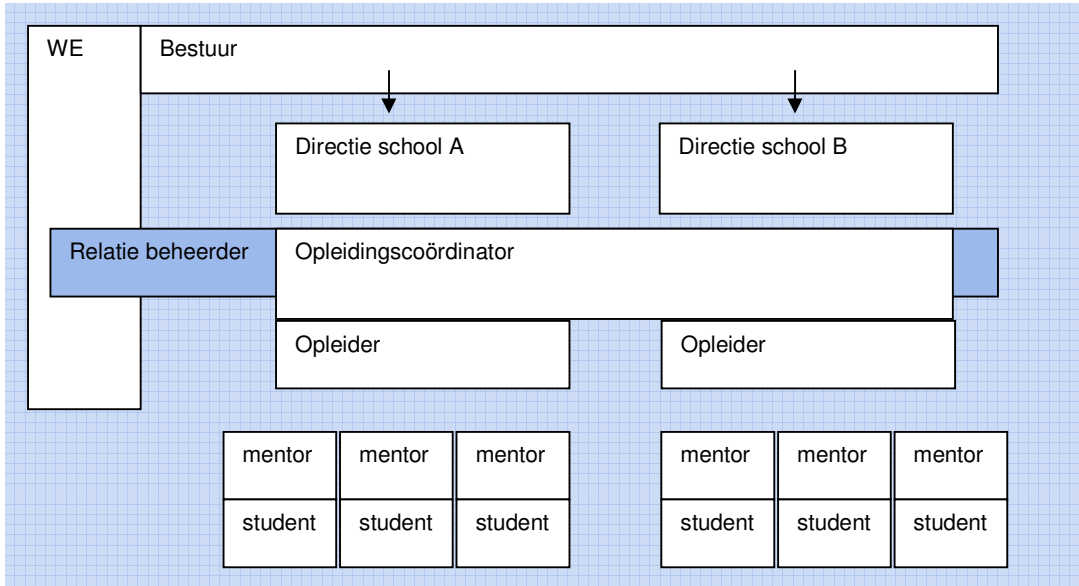 WE
Bestuur
Directie school A
Directie school B
Relatie beheerder
Opleidingscoördinator
Opleider
Opleider
mentor
mentor
mentor
mentor
mentor
mentor
student
student
student
student
student
student